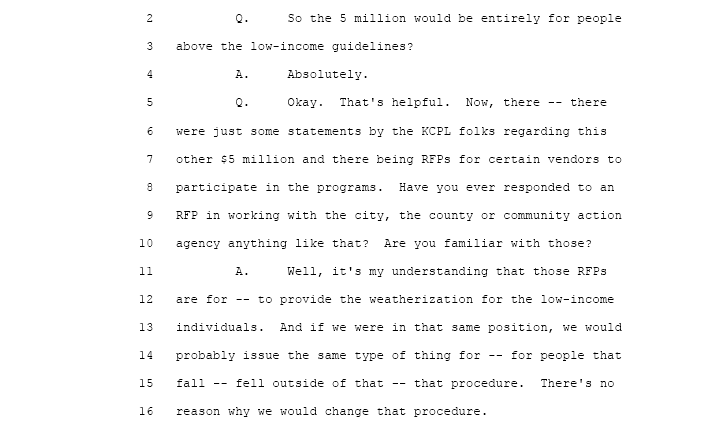 2 Q. So the 5 million would be entirely for people
3 above the low-income guidelines?
4 A. Absolutely.
5 Q. Okay. That's helpful. Now, there -- there
6 were just some statements by the KCPL folks regarding this
7 other $5 million and there being RFPs for certain vendors to
8 participate in the programs. Have you ever responded to an
9 RFP in working with the city, the county or community action
10 agency anything like that? Are you familiar with those?
11 A. Well, it's my understanding that those RFPs
12 are for -- to provide the weatherization for the low-income
13 individuals. And if we were in that same position, we would
14 probably issue the same type of thing for -- for people that
15 fall -- fell outside of that -- that procedure. There's no
16 reason why we would change that procedure.